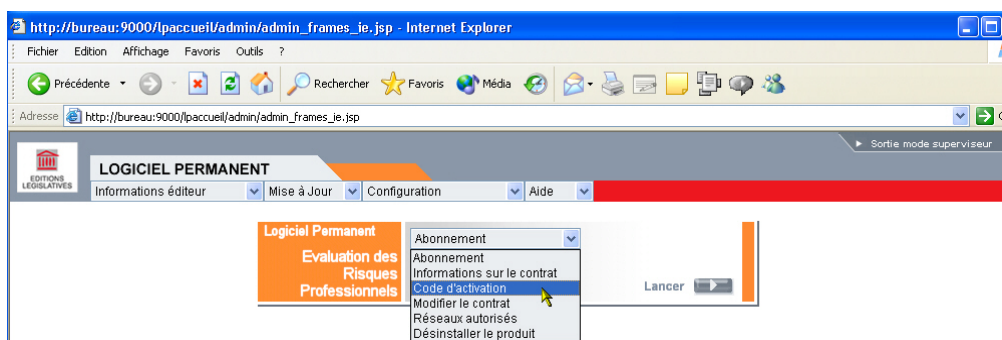 http://bureau:9000/lpaccueil/admin/admin_frames_ie.jsp - Internet Explorer
Fichier Edition Affichage Favoris Outils ?
Précédente Rechercher Favoris Média
Adresse http://bureau:9000/lpaccueil/admin/admin_frames_ie.jsp
Sortie mode superviseur
EDITIONS
LEGISLATIVES
LOGICIEL PERMANENT
Informations éditeur Mise à Jour Configuration Aide
Logiciel Permanent
Evaluation des
Risques
Professionnels
Abonnement
Abonnement
Informations sur le contrat
Code d'activation
Modifier le contrat
Réseaux autorisés
Désinstaller le produit
Lancer